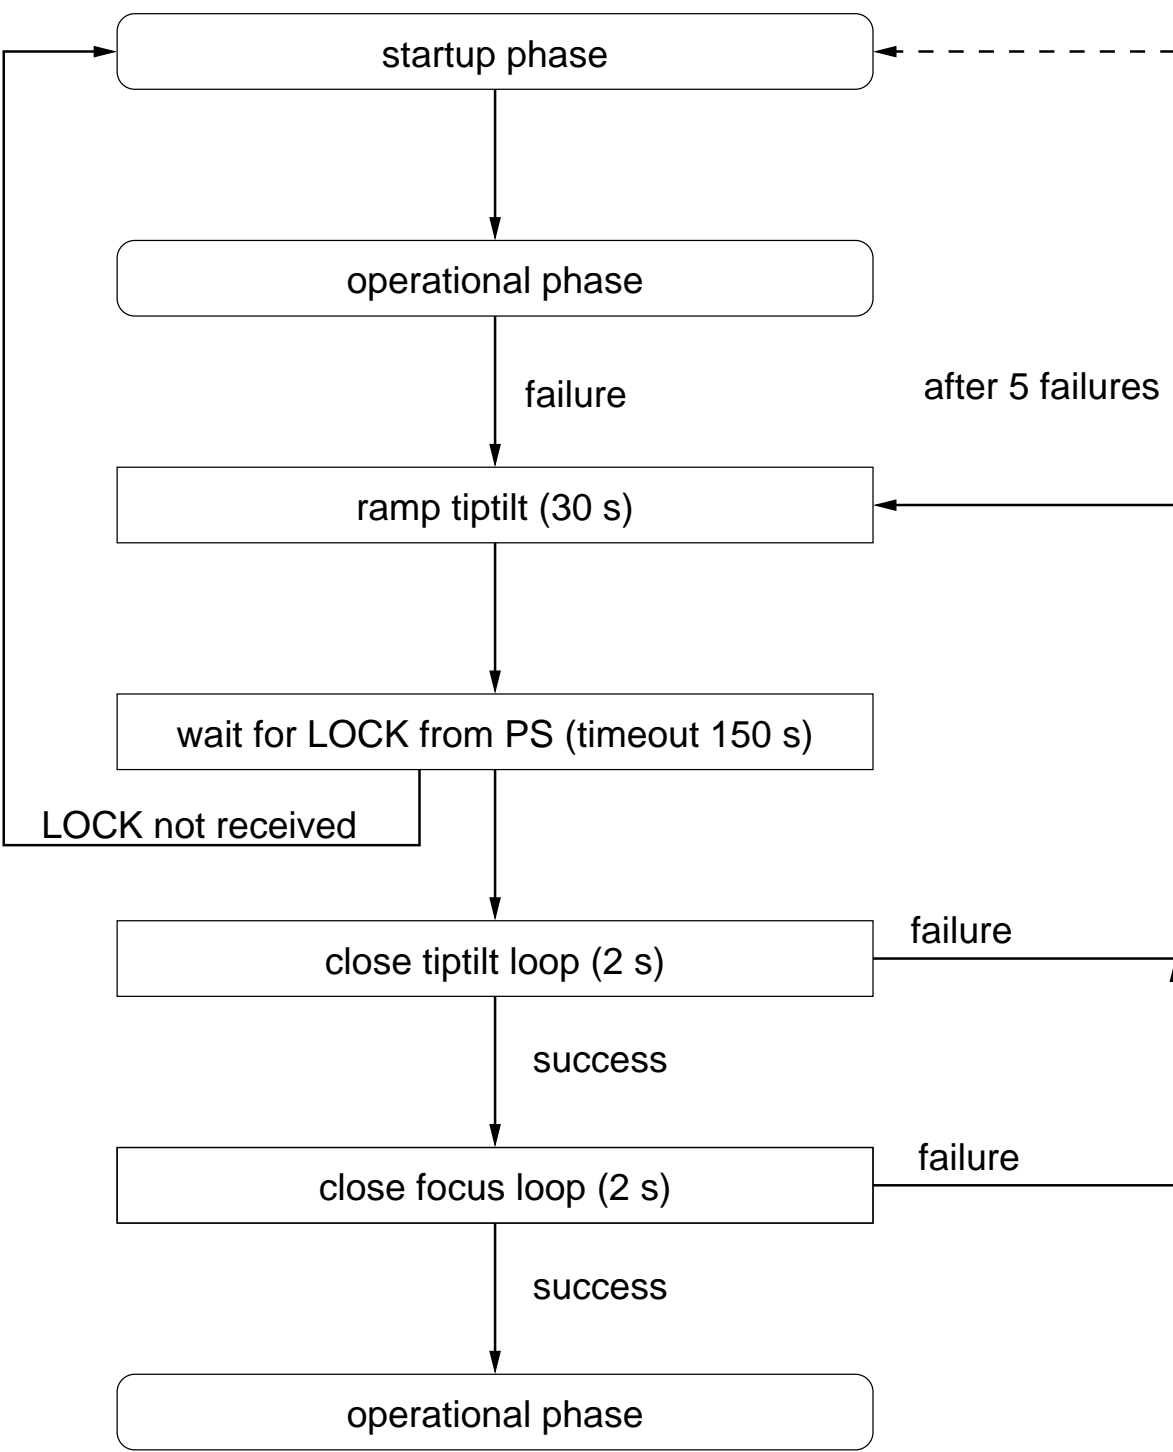 startup phase
operational phase
failure
after 5 failures
ramp tiptilt (30 s)
wait for LOCK from PS (timeout 150 s)
LOCK not received
failure
close tiptilt loop (2 s)
success
failure
close focus loop (2 s)
success
operational phase